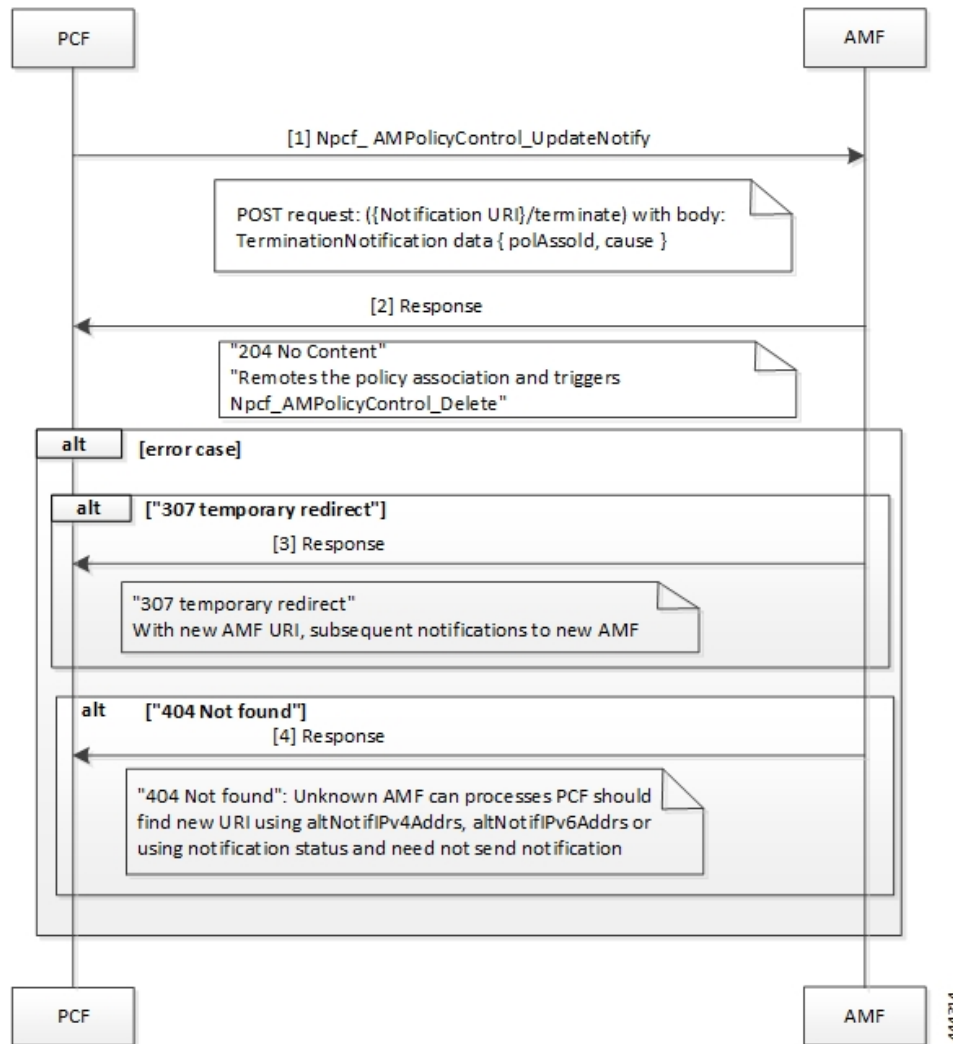 PCF
AMF
[1] Npcf_ AMPolicyControl_UpdateNotify
POST request: ({Notification URI}/terminate) with body:
TerminationNotification data { polAssoId, cause }
[2] Response
"204 No Content"
"Remotes the policy association and triggers
Npcf_AMPolicyControl_Delete"
alt
[error case]
alt
["307 temporary redirect"]
[3] Response
"307 temporary redirect"
With new AMF URI, subsequent notifications to new AMF
alt
["404 Not found"]
[4] Response
"404 Not found": Unknown AMF can processes PCF should
find new URI using altNotifIPv4Addrs, altNotifIPv6Addrs or
using notification status and need not send notification
PCF
AMF
444314